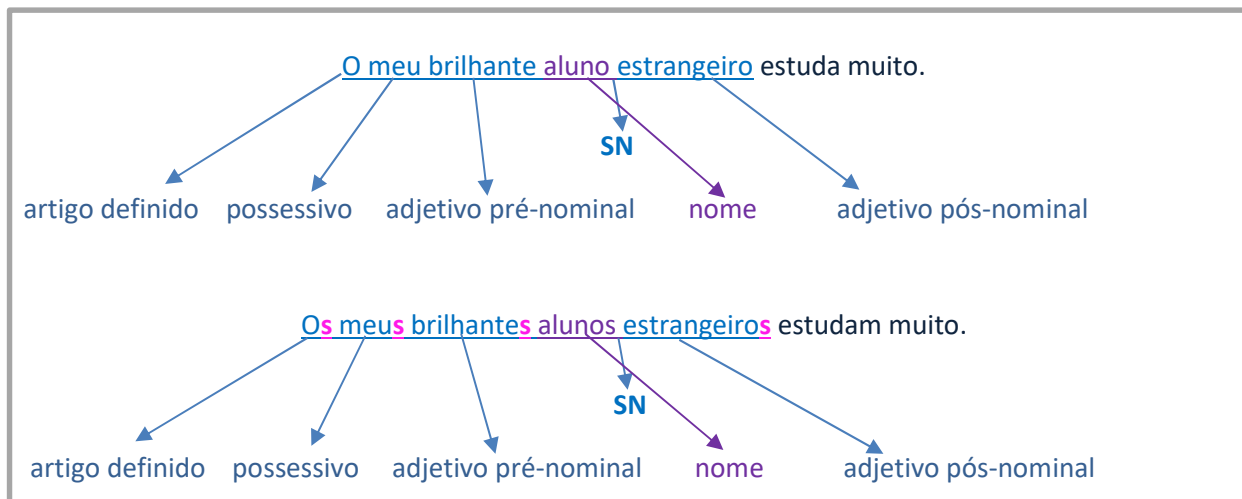 O meu brilhante aluno estrangeiro estuda muito.
SN
artigo definido possessivo adjetivo pré-nominal nome adjetivo pós-nominal
Os meus brilhantes alunos estrangeiros estudam muito.
SN
artigo definido possessivo adjetivo pré-nominal nome adjetivo pós-nominal